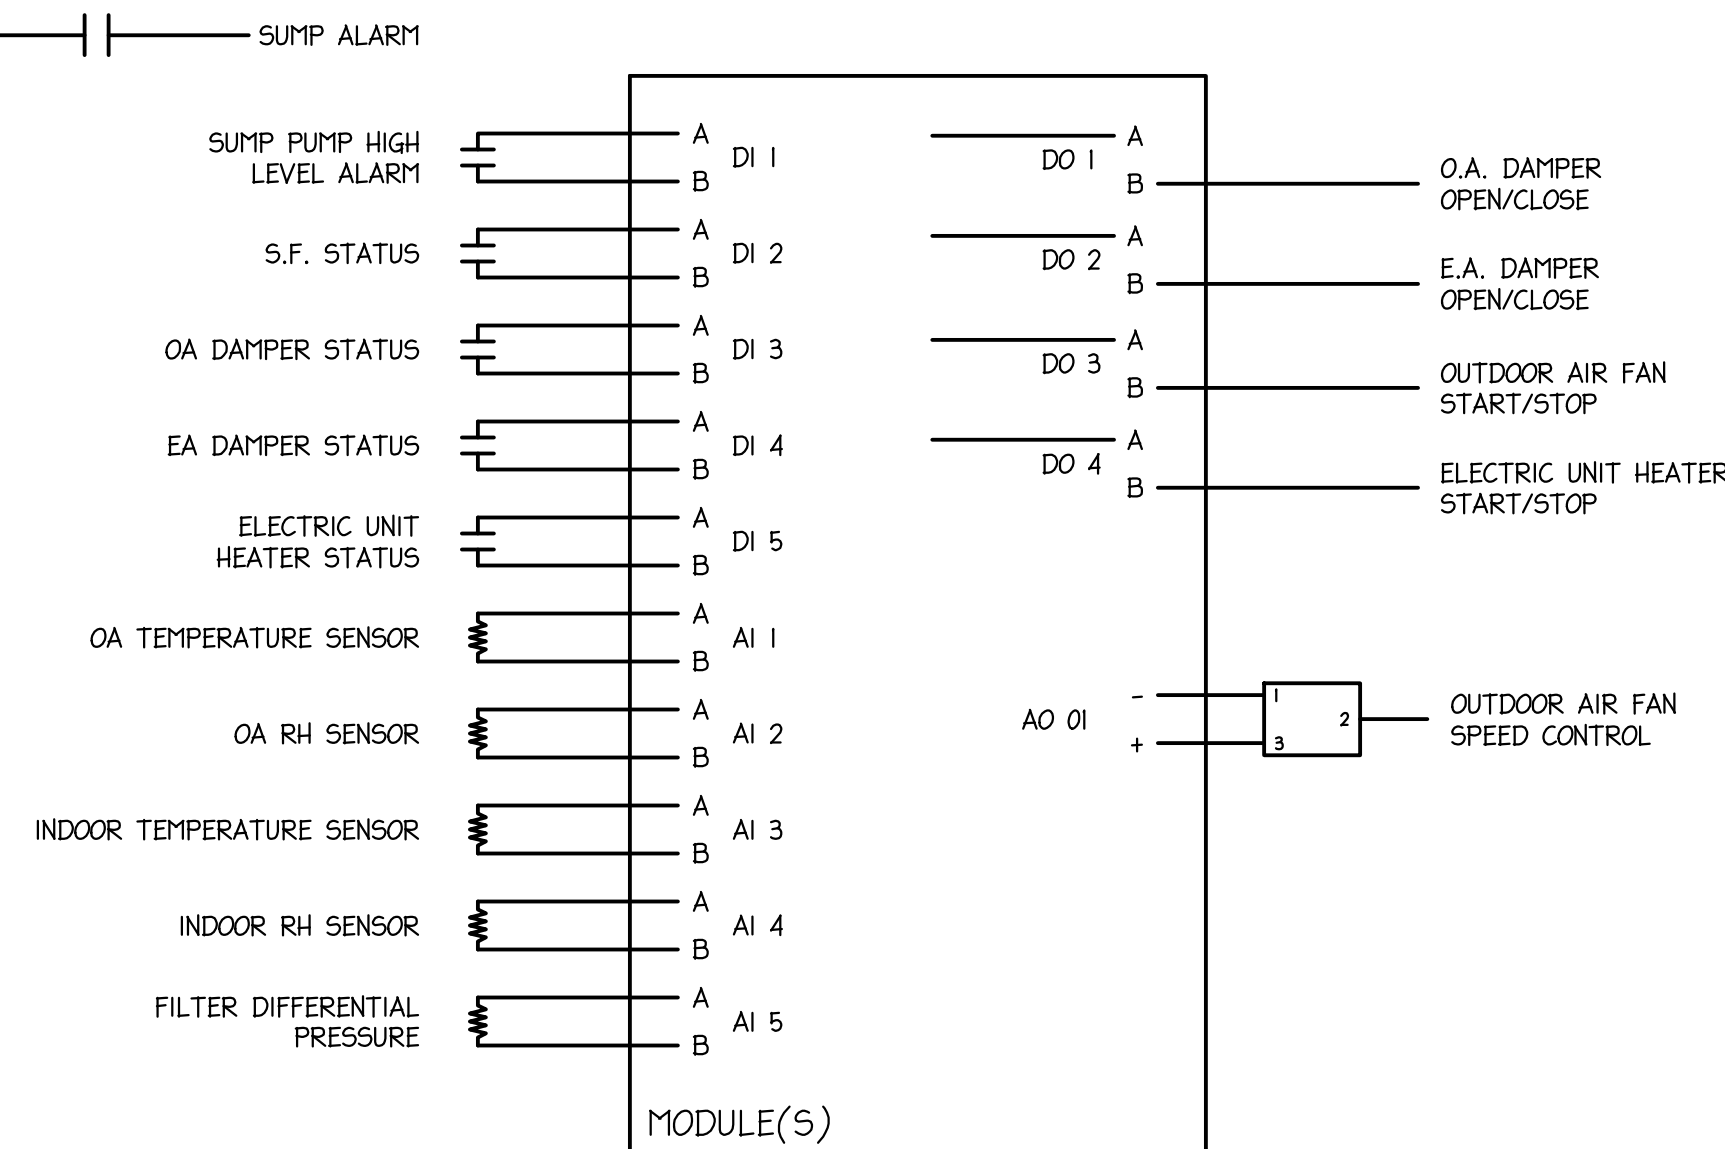 SUMP ALARM
SUMP PUMP HIGH
LEVEL ALARM
A
DI 1
B
S.F. STATUS
A
DI 2
B
OA DAMPER STATUS
A
DI 3
B
EA DAMPER STATUS
A
DI 4
B
ELECTRIC UNIT
HEATER STATUS
A
DI 5
B
OA TEMPERATURE SENSOR
A
AI 1
B
OA RH SENSOR
A
AI 2
B
INDOOR TEMPERATURE SENSOR
A
AI 3
B
INDOOR RH SENSOR
A
AI 4
B
FILTER DIFFERENTIAL
PRESSURE
A
AI 5
B
MODULE(S)
A
DO 1
B
O.A. DAMPER
OPEN/CLOSE
A
DO 2
B
E.A. DAMPER
OPEN/CLOSE
A
DO 3
B
OUTDOOR AIR FAN
START/STOP
A
DO 4
B
ELECTRIC UNIT HEATER
START/STOP
AO 01
-
+
1
2
3
OUTDOOR AIR FAN
SPEED CONTROL